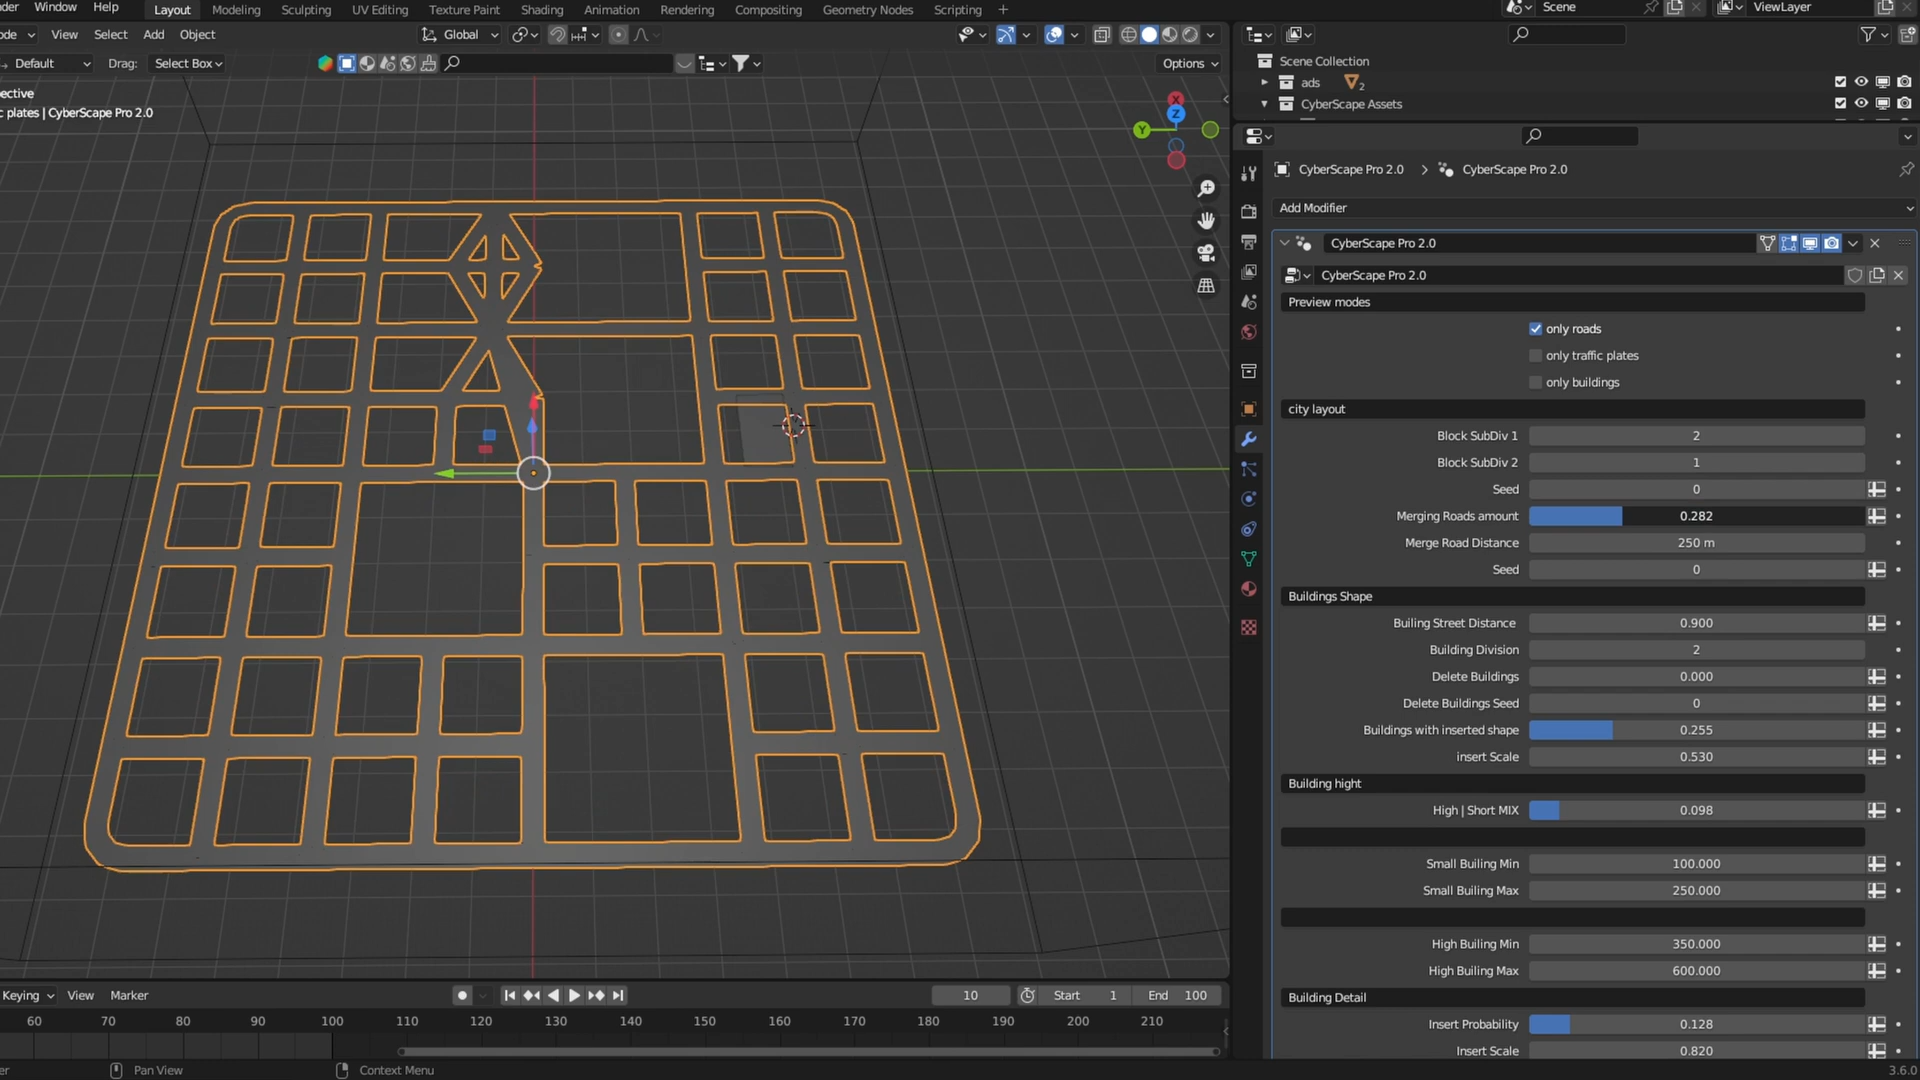 der Window Help Layout Modeling Sculpting UV Editing Texture Paint Shading Animation Rendering Compositing Geometry Nodes Scripting + Scene ViewLayer
ode View Select Add Object Global
Default Drag: Select Box Options
ective
c plates | CyberScape Pro 2.0
X
Z
Y
Scene Collection
ads 2
CyberScape Assets
CyberScape Pro 2.0 > CyberScape Pro 2.0
Add Modifier
CyberScape Pro 2.0
CyberScape Pro 2.0
Preview modes
only roads
only traffic plates
only buildings
city layout
Block SubDiv 1 2
Block SubDiv 2 1
Seed 0
Merging Roads amount 0.282
Merge Road Distance 250 m
Seed 0
Buildings Shape
Builing Street Distance 0.900
Building Division 2
Delete Buildings 0.000
Delete Buildings Seed 0
Buildings with inserted shape 0.255
insert Scale 0.530
Building hight
High | Short MIX 0.098
Small Builing Min 100.000
Small Builing Max 250.000
High Builing Min 350.000
High Builing Max 600.000
Building Detail
Insert Probability 0.128
Insert Scale 0.820
Keying View Marker 10 Start 1 End 100
60 70 80 90 100 110 120 130 140 150 160 170 180 190 200 210
er Pan View Context Menu 3.6.0